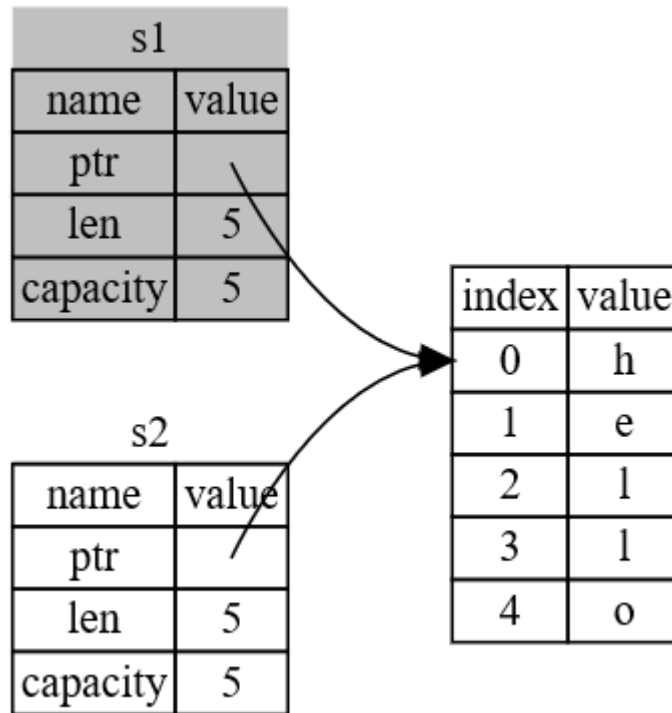 s1
name value
ptr
len 5
capacity 5
s2
name value
ptr
len 5
capacity 5
index value
0 h
1 e
2 l
3 l
4 o